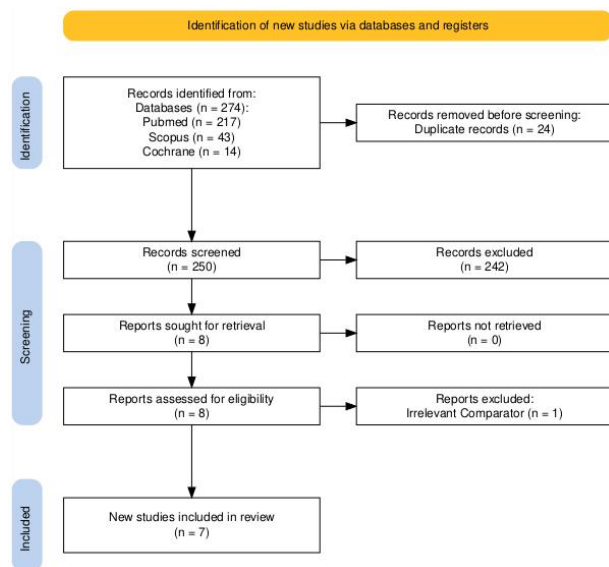 Identification of new studies via databases and registers
Identification
Records identified from:
Databases (n = 274):
Pubmed (n = 217)
Scopus (n = 43)
Cochrane (n = 14)
Records removed before screening:
Duplicate records (n = 24)
Screening
Records screened
(n = 250)
Records excluded
(n = 242)
Reports sought for retrieval
(n = 8)
Reports not retrieved
(n = 0)
Reports assessed for eligibility
(n = 8)
Reports excluded:
Irrelevant Comparator (n = 1)
Included
New studies included in review
(n = 7)